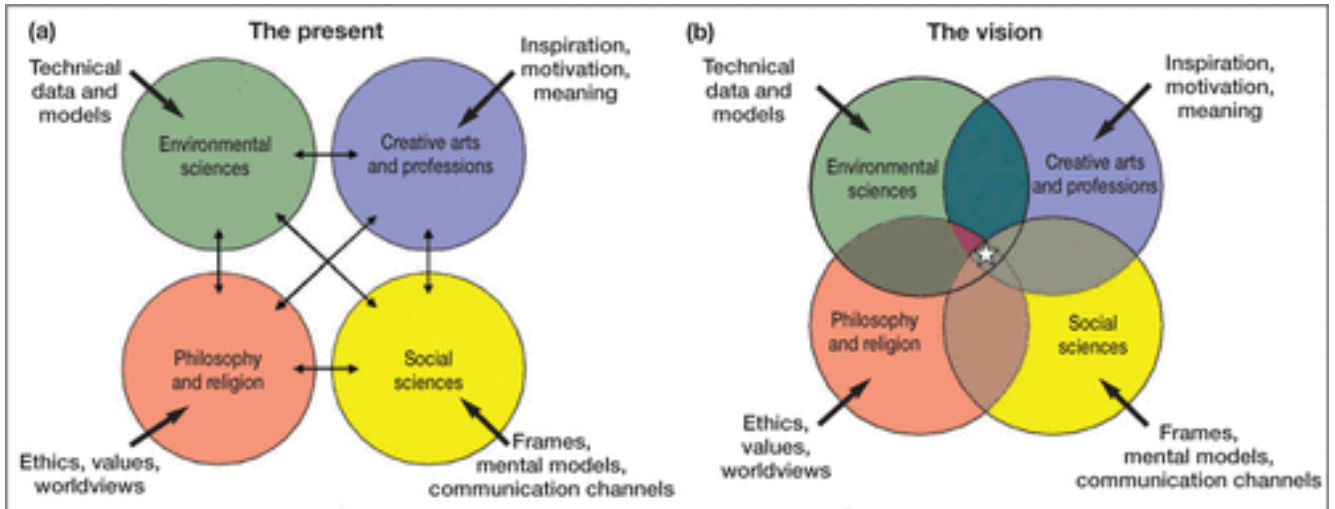 (a)
The present
Technical
data and
models
Inspiration,
motivation,
meaning
Environmental
sciences
Creative arts
and professions
Philosophy
and religion
Social
sciences
Ethics, values,
worldviews
Frames,
mental models,
communication channels
(b)
The vision
Technical
data and
models
Inspiration,
motivation,
meaning
Environmental
sciences
Creative arts
and professions
Philosophy
and religion
Social
sciences
Ethics,
values,
worldviews
Frames,
mental models,
communication channels